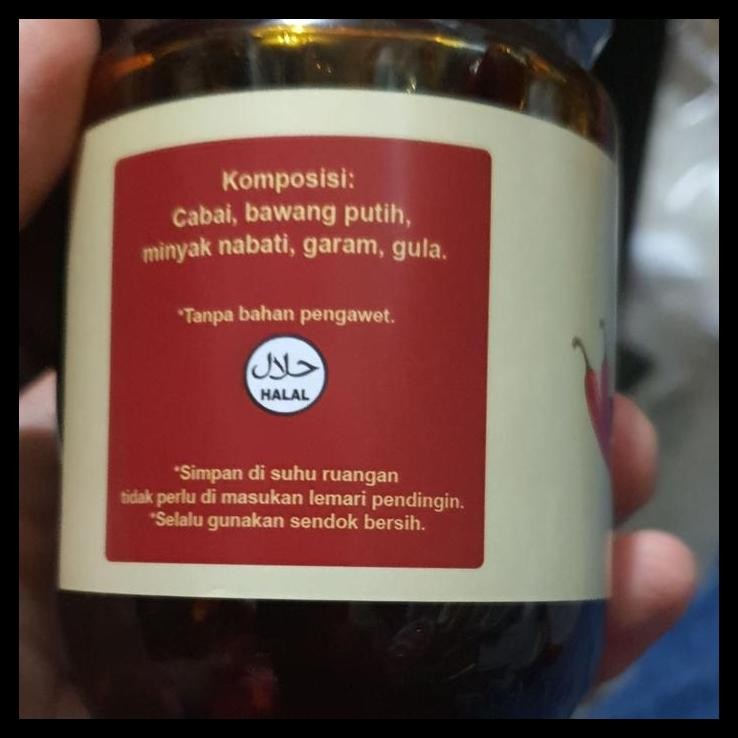 Komposisi:
Cabai, bawang putih,
minyak nabati, garam, gula.
*Tanpa bahan pengawet.
حلال
HALAL
*Simpan di suhu ruangan
tidak perlu di masukan lemari pendingin.
*Selalu gunakan sendok bersih.